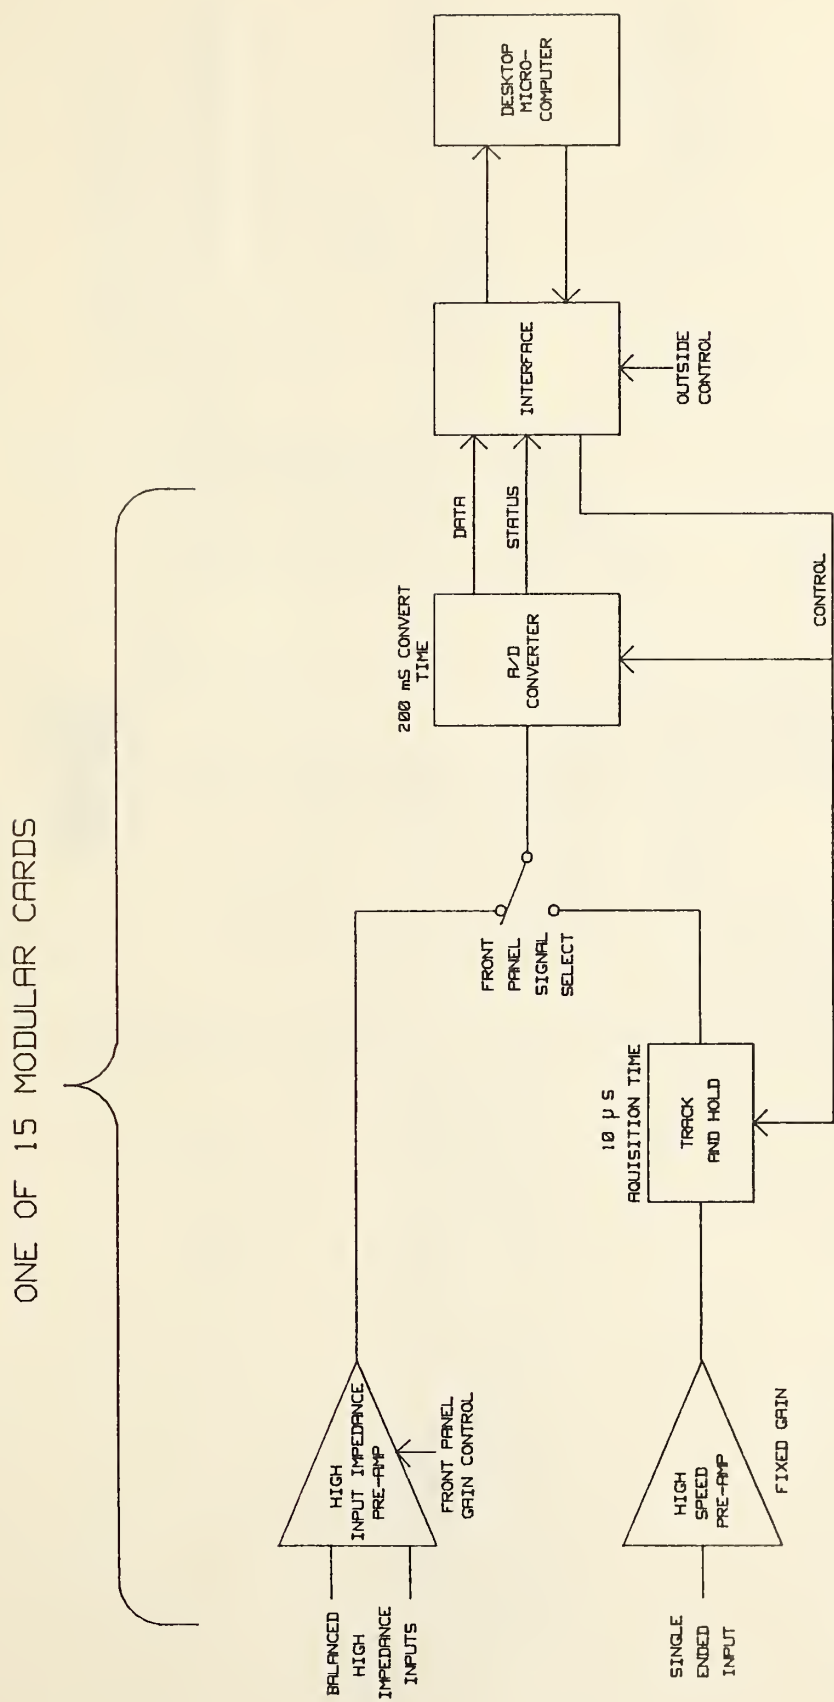 ONE OF 15 MODULAR CARDS
BALANCED
HIGH
IMPEDANCE
INPUTS
HIGH
INPUT IMPEDANCE
PRE-AMP
FRONT PANEL
GAIN CONTROL
SINGLE
ENDED
INPUT
HIGH
SPEED
PRE-AMP
FIXED GAIN
10 µS
AQUISITION TIME
TRACK
AND HOLD
FRONT
PANEL
SIGNAL
SELECT
200 mS CONVERT
TIME
A/D
CONVERTER
DATA
STATUS
CONTROL
INTERFACE
OUTSIDE
CONTROL
DESKTOP
MICRO-
COMPUTER